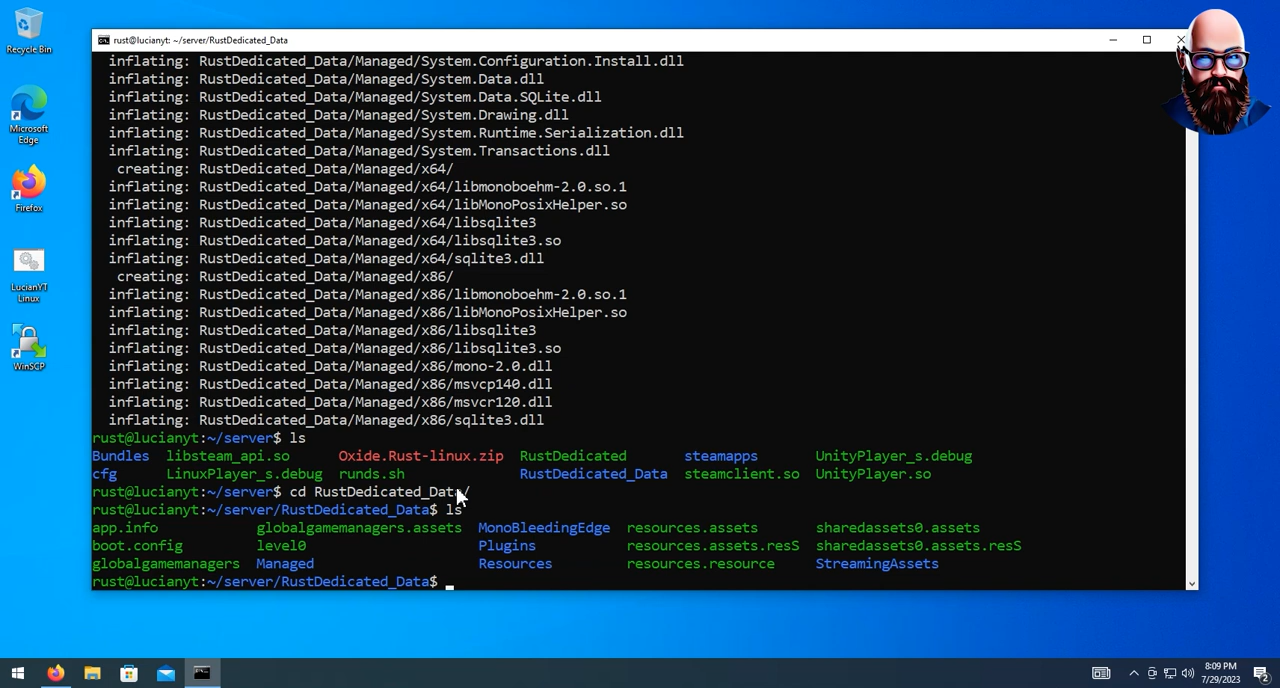 Recycle Bin
Microsoft
Edge
Firefox
LucianYT
Linux
WinSCP
rust@lucianyt: ~/server/RustDedicated_Data
inflating: RustDedicated_Data/Managed/System.Configuration.Install.dll
inflating: RustDedicated_Data/Managed/System.Data.dll
inflating: RustDedicated_Data/Managed/System.Data.SQLite.dll
inflating: RustDedicated_Data/Managed/System.Drawing.dll
inflating: RustDedicated_Data/Managed/System.Runtime.Serialization.dll
inflating: RustDedicated_Data/Managed/System.Transactions.dll
creating: RustDedicated_Data/Managed/x64/
inflating: RustDedicated_Data/Managed/x64/libmonoboehm-2.0.so.1
inflating: RustDedicated_Data/Managed/x64/libMonoPosixHelper.so
inflating: RustDedicated_Data/Managed/x64/libsqlite3
inflating: RustDedicated_Data/Managed/x64/libsqlite3.so
inflating: RustDedicated_Data/Managed/x64/sqlite3.dll
creating: RustDedicated_Data/Managed/x86/
inflating: RustDedicated_Data/Managed/x86/libmonoboehm-2.0.so.1
inflating: RustDedicated_Data/Managed/x86/libMonoPosixHelper.so
inflating: RustDedicated_Data/Managed/x86/libsqlite3
inflating: RustDedicated_Data/Managed/x86/libsqlite3.so
inflating: RustDedicated_Data/Managed/x86/mono-2.0.dll
inflating: RustDedicated_Data/Managed/x86/msvcp140.dll
inflating: RustDedicated_Data/Managed/x86/msvcr120.dll
inflating: RustDedicated_Data/Managed/x86/sqlite3.dll
rust@lucianyt:~/server$ ls
Bundles libsteam_api.so Oxide.Rust-linux.zip RustDedicated steamapps UnityPlayer_s.debug
cfg LinuxPlayer_s.debug runds.sh RustDedicated_Data steamclient.so UnityPlayer.so
rust@lucianyt:~/server$ cd RustDedicated_Data/
rust@lucianyt:~/server/RustDedicated_Data$ ls
app.info globalgamemanagers.assets MonoBleedingEdge resources.assets sharedassets0.assets
boot.config level0 Plugins resources.assets.resS sharedassets0.assets.resS
globalgamemanagers Managed Resources resources.resource StreamingAssets
rust@lucianyt:~/server/RustDedicated_Data$
8:09 PM
7/29/2023
2